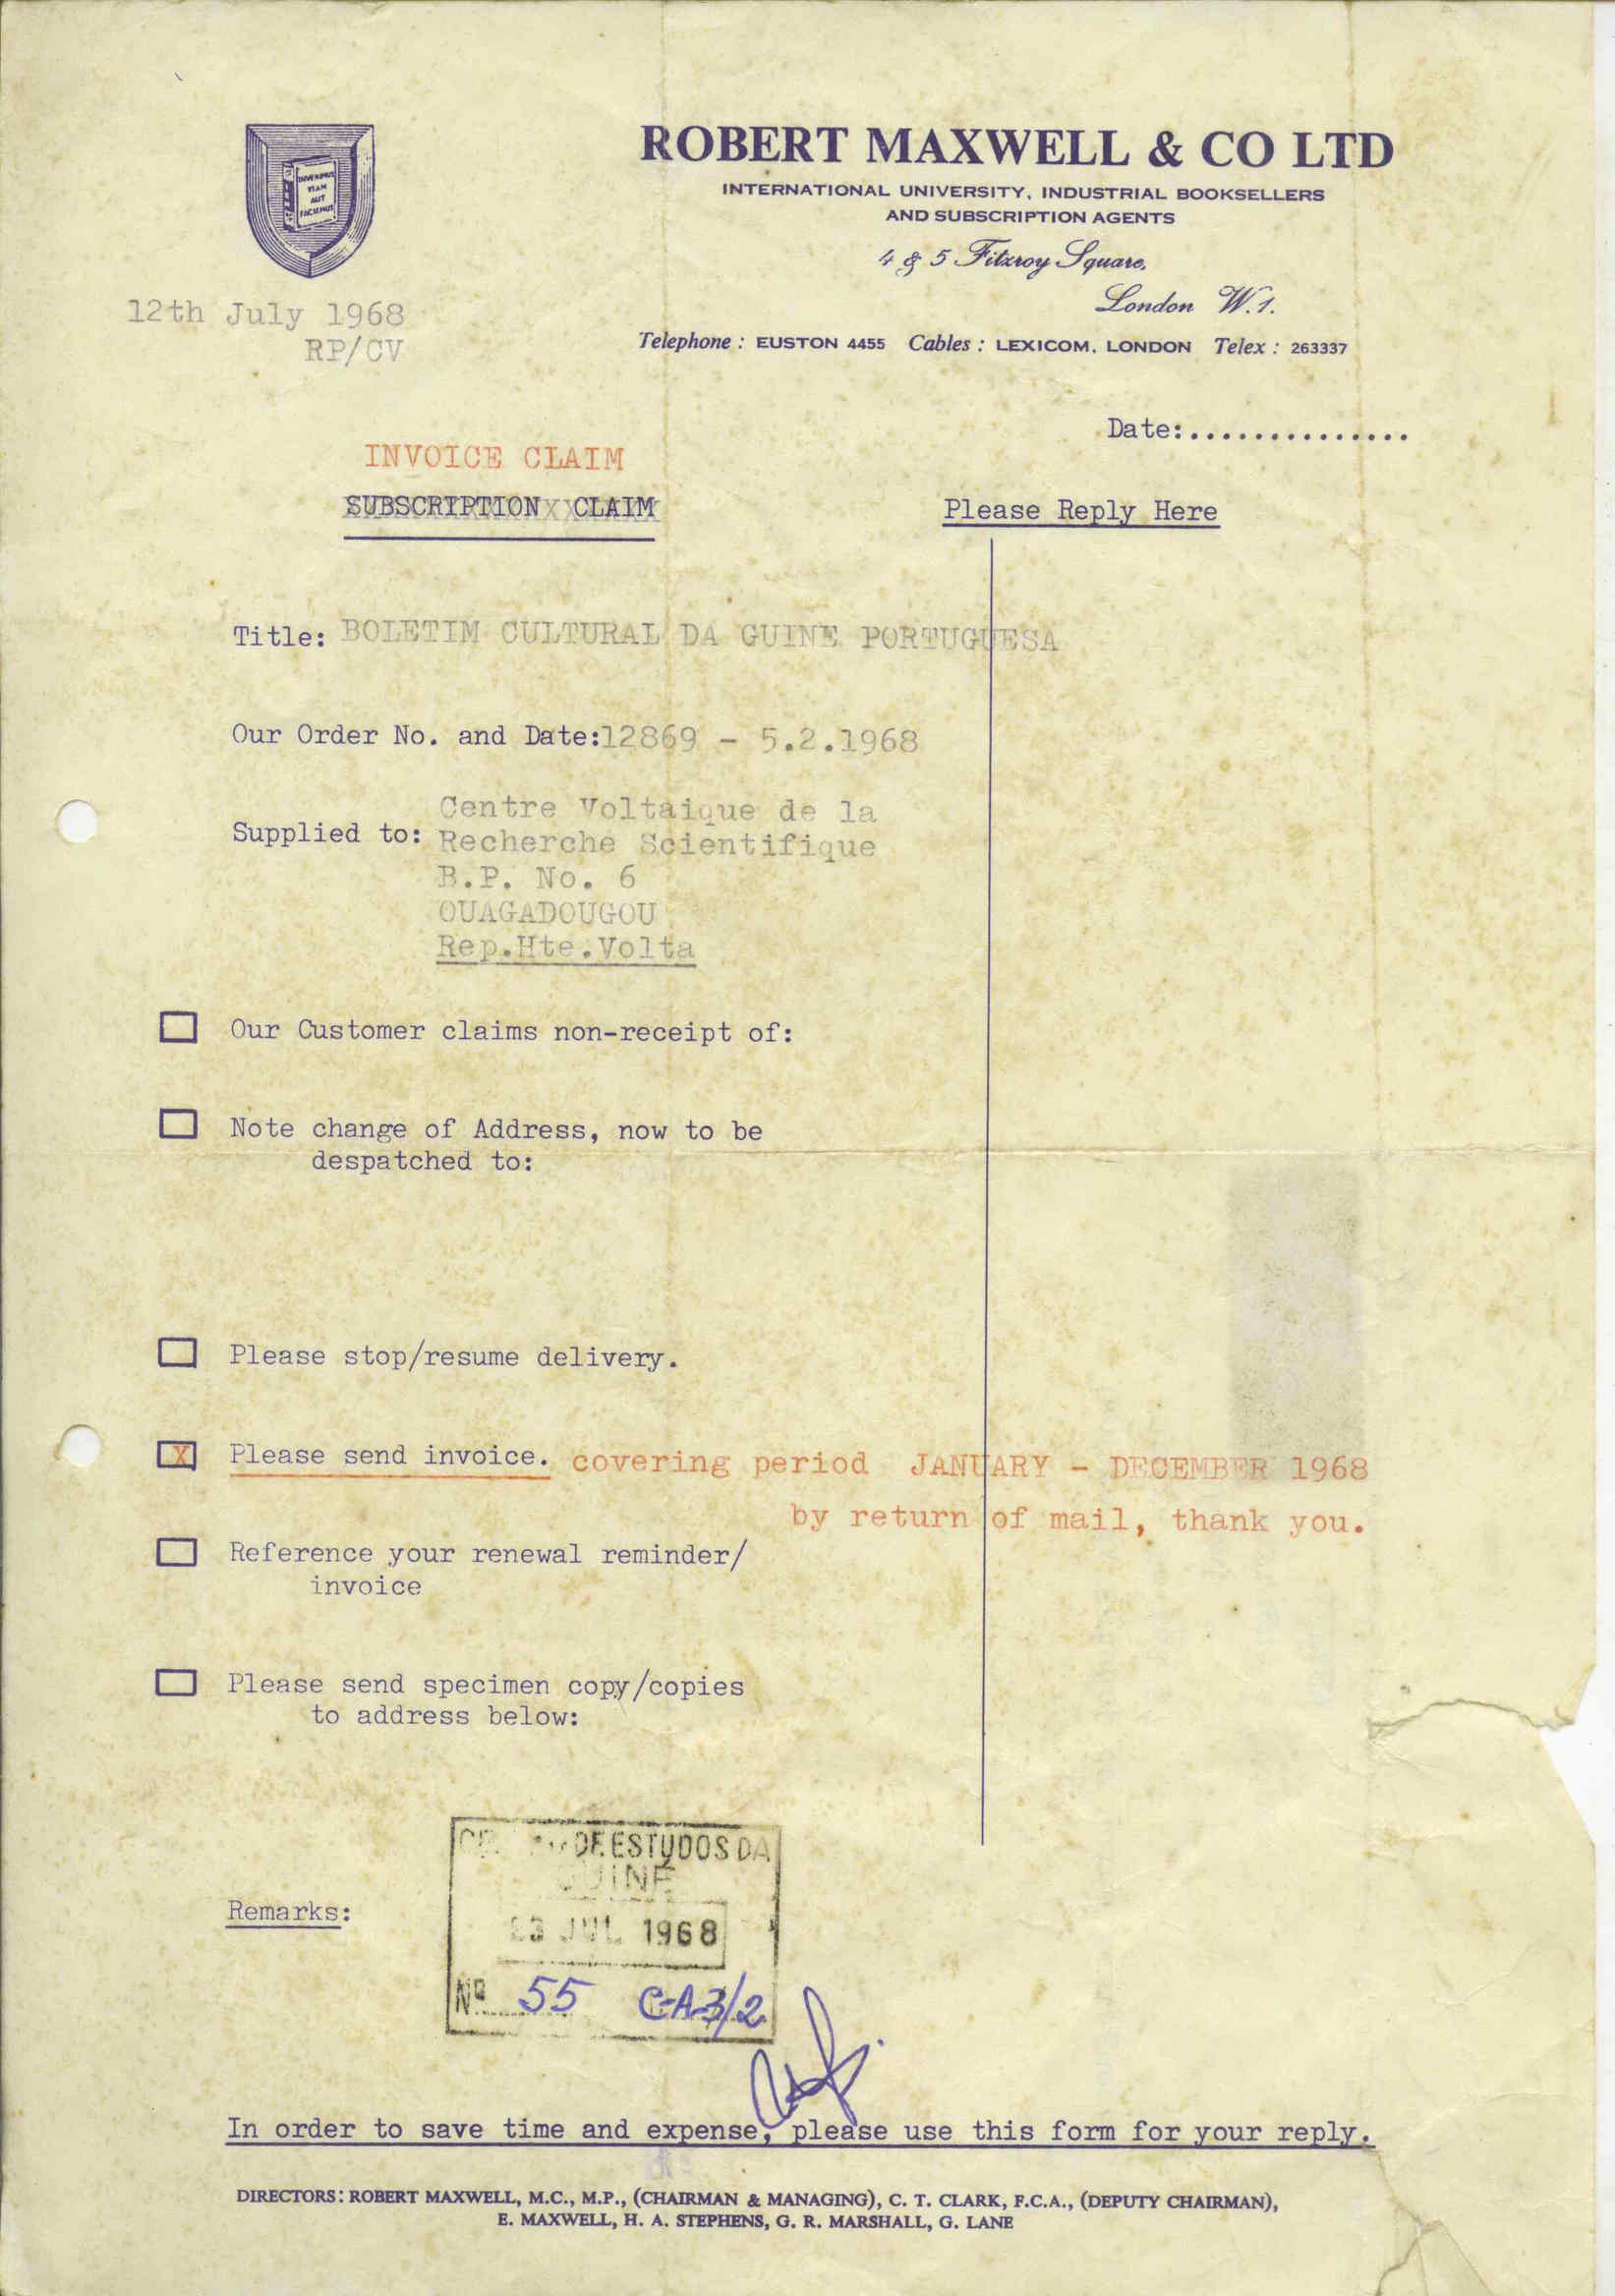 INVENIMUS
VIAM
AUT
FACIEMUS
ROBERT MAXWELL & CO LTD
INTERNATIONAL UNIVERSITY, INDUSTRIAL BOOKSELLERS
AND SUBSCRIPTION AGENTS
4 & 5 Fitzroy Square,
London W.1.
Telephone : EUSTON 4455 Cables : LEXICOM, LONDON Telex : 263337
12th July 1968
RP/CV
Date:...............
INVOICE CLAIM
SUBSCRIPTION CLAIM
Please Reply Here
Title: BOLETIM CULTURAL DA GUINE PORTUGUESA
Our Order No. and Date:12869 - 5.2.1968
Supplied to: Centre Voltaique de la
Recherche Scientifique
B.P. No. 6
OUAGADOUGOU
Rep.Hte.Volta
Our Customer claims non-receipt of:
Note change of Address, now to be
despatched to:
Please stop/resume delivery.
X Please send invoice. covering period JANUARY - DECEMBER 1968
by return of mail, thank you.
Reference your renewal reminder/
invoice
Please send specimen copy/copies
to address below:
DE ESTUDOS DA
GUINÉ
Remarks:
23 JUL 1968
Nº 55 C-A-3/2
In order to save time and expense, please use this form for your reply.
DIRECTORS: ROBERT MAXWELL, M.C., M.P., (CHAIRMAN & MANAGING), C. T. CLARK, F.C.A., (DEPUTY CHAIRMAN),
E. MAXWELL, H. A. STEPHENS, G. R. MARSHALL, G. LANE